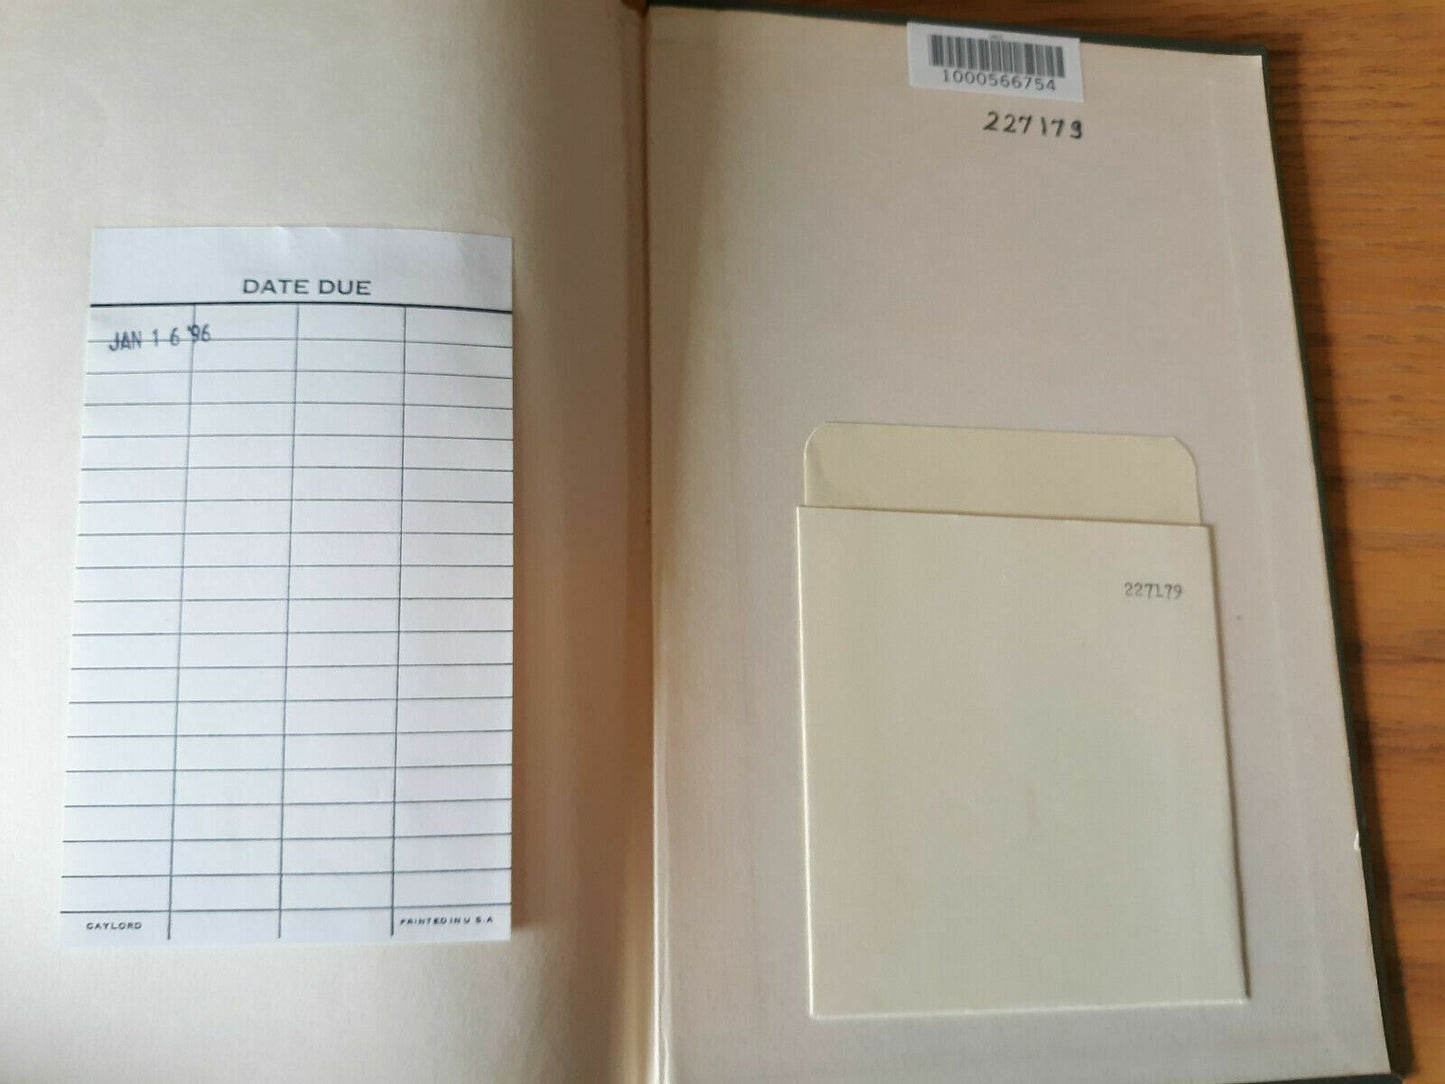 DATE DUE
JAN 16 '96
GAYLORD
PRINTED IN U S.A
1000566754
227179
227179